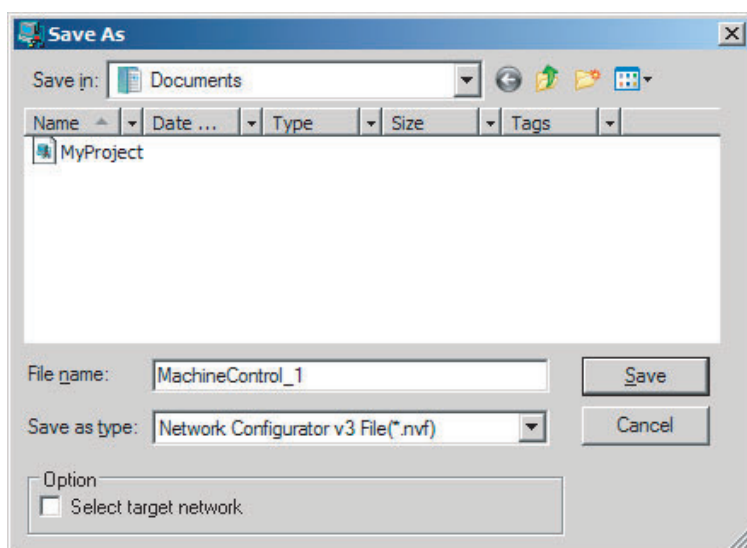 Save As
Save in: Documents
Name Date ... Type Size Tags
MyProject
File name: MachineControl_1 Save
Save as type: Network Configurator v3 File(*.nvf) Cancel
Option
Select target network